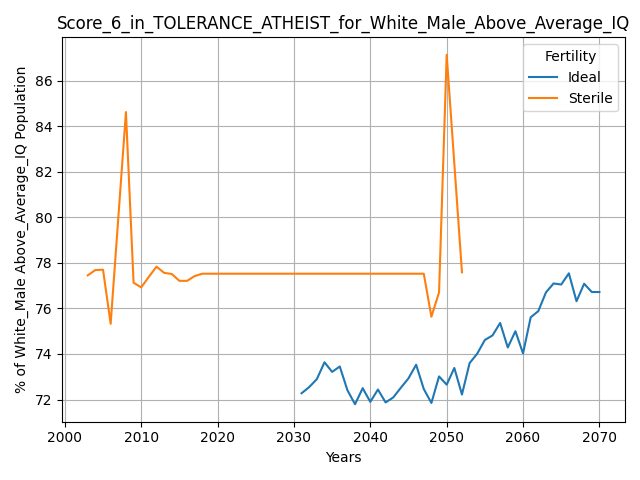 Score_6_in_TOLERANCE_ATHEIST_for_White_Male_Above_Average_IQ
% of White_Male Above_Average_IQ Population
86
84
82
80
78
76
74
72
Fertility
Ideal
Sterile
2000 2010 2020 2030 2040 2050 2060 2070
Years